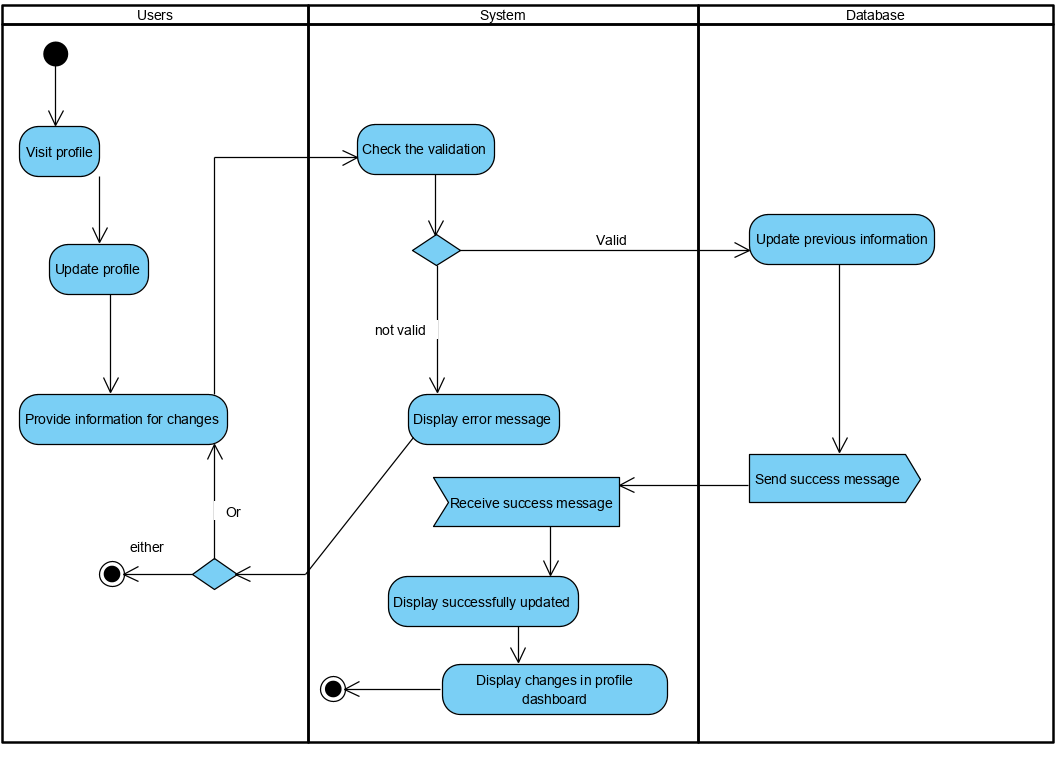 Users
System
Database
Visit profile
Check the validation
Update profile
Valid
Update previous information
not valid
Provide information for changes
Display error message
Send success message
Receive success message
Or
either
Display successfully updated
Display changes in profile
dashboard